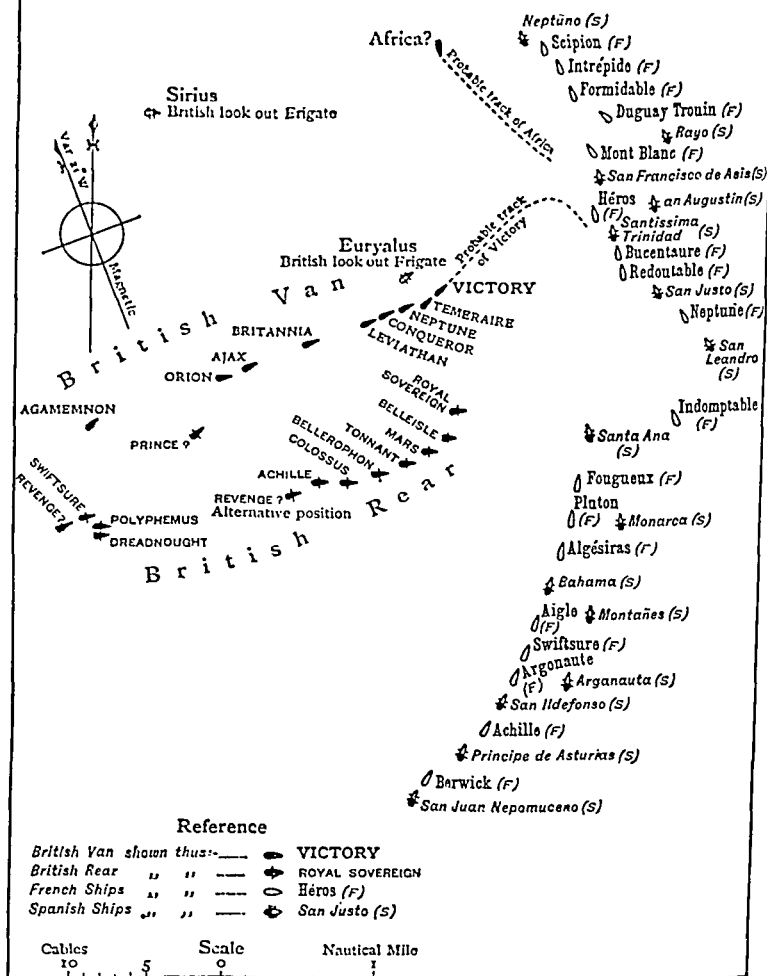 Neptũno (S)
Africa?
Scipion (F)
Intrépide (F)
Formidable (F)
Probable track of Africa
Sirius
British look out Erigate
Duguay Trouin (F)
Rayo (S)
Var 21° W
Mont Blanc (F)
San Francisco de Asis (S)
Héros
(F)
an Augustin (S)
Santissima
Trinidad (S)
Probable track
of Victory
Euryalus
British look out Frigate
Bucentaure (F)
Redoutable (F)
Magnetic
VICTORY
San Justo (S)
British Van
TEMERAIRE
NEPTUNE
CONQUEROR
LEVIATHAN
Neptune (F)
BRITANNIA
San
Leandro
(S)
AJAX
ORION
ROYAL
SOVEREIGN
AGAMEMNON
BELLEISLE
Indomptable
(F)
PRINCE ?
MARS
TONNANT
BELLEROPHON
COLOSSUS
Santa Ana
(S)
ACHILLE
REVENGE ?
Alternative position
Fougueux (F)
SWIFTSURE
REVENGE?
POLYPHEMUS
DREADNOUGHT
British Rear
Pluton
(F)
Monarca (S)
Algésiras (F)
Bahama (S)
Aigle
(F)
Montañes (S)
Swiftsure (F)
Argonaute
(F)
Arganauta (S)
San Ildefonso (S)
Achille (F)
Principe de Asturias (S)
Berwick (F)
San Juan Nepomuceno (S)
Reference
British Van shown thus:- VICTORY
British Rear " " ROYAL SOVEREIGN
French Ships " " Héros (F)
Spanish Ships " " San Justo (S)
Cables Scale Nautical Mile
10 5 0 1